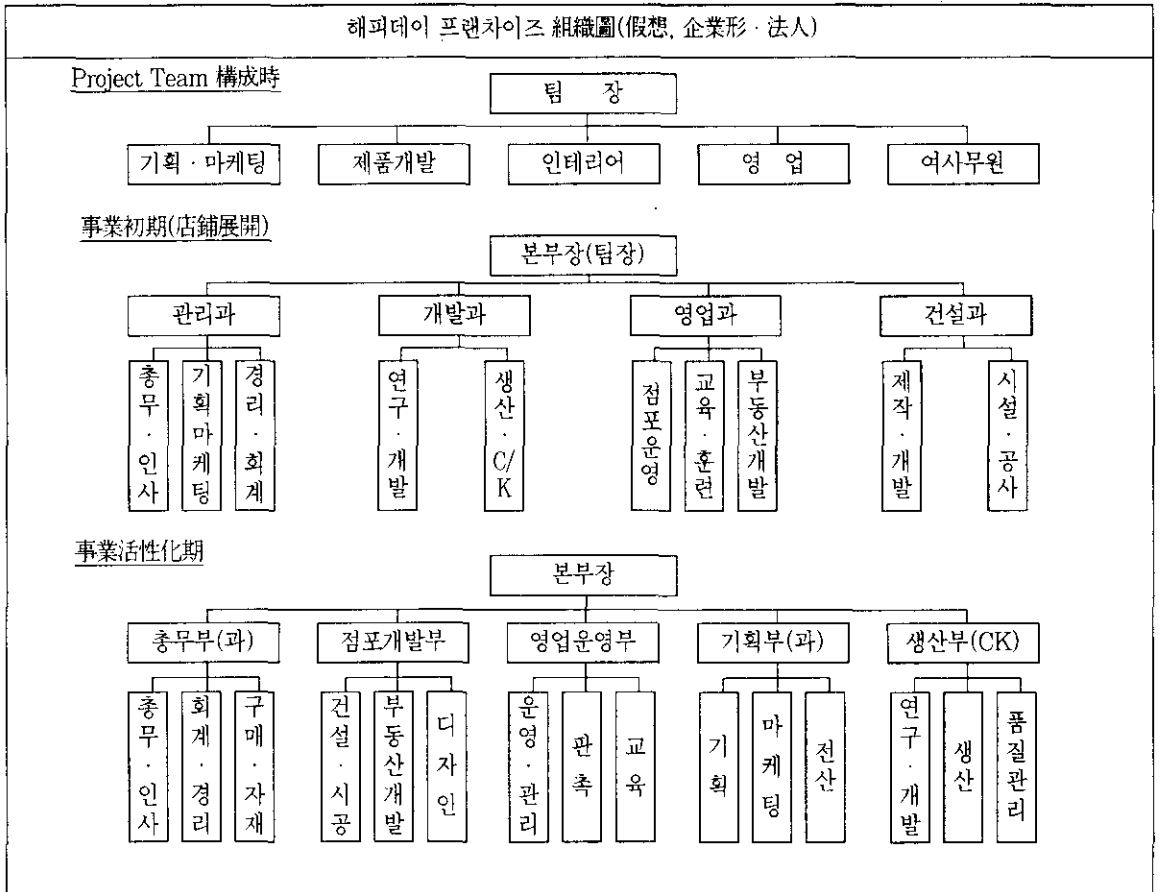 해피데이 프랜차이즈 組織圖(假想, 企業形·法人)
Project Team 構成時
팀 장
기획·마케팅
제품개발
인테리어
영 업
여사무원
事業初期(店鋪展開)
본부장(팀장)
관리과
개발과
영업과
건설과
총무·인사
기획마케팅
경리·회계
연구·개발
생산·C/K
점포운영
교육·훈련
부동산개발
제작·개발
시설·공사
事業活性化期
본부장
총무부(과)
점포개발부
영업운영부
기획부(과)
생산부(CK)
총무·인사
회계·경리
구매·자재
건설·시공
부동산개발
디자인
운영·관리
판촉
교육
기획
마케팅
전산
연구·개발
생산
품질관리